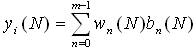 y_i(N) = \sum_{n=0}^{m-1} w_n(N) b_n(N)